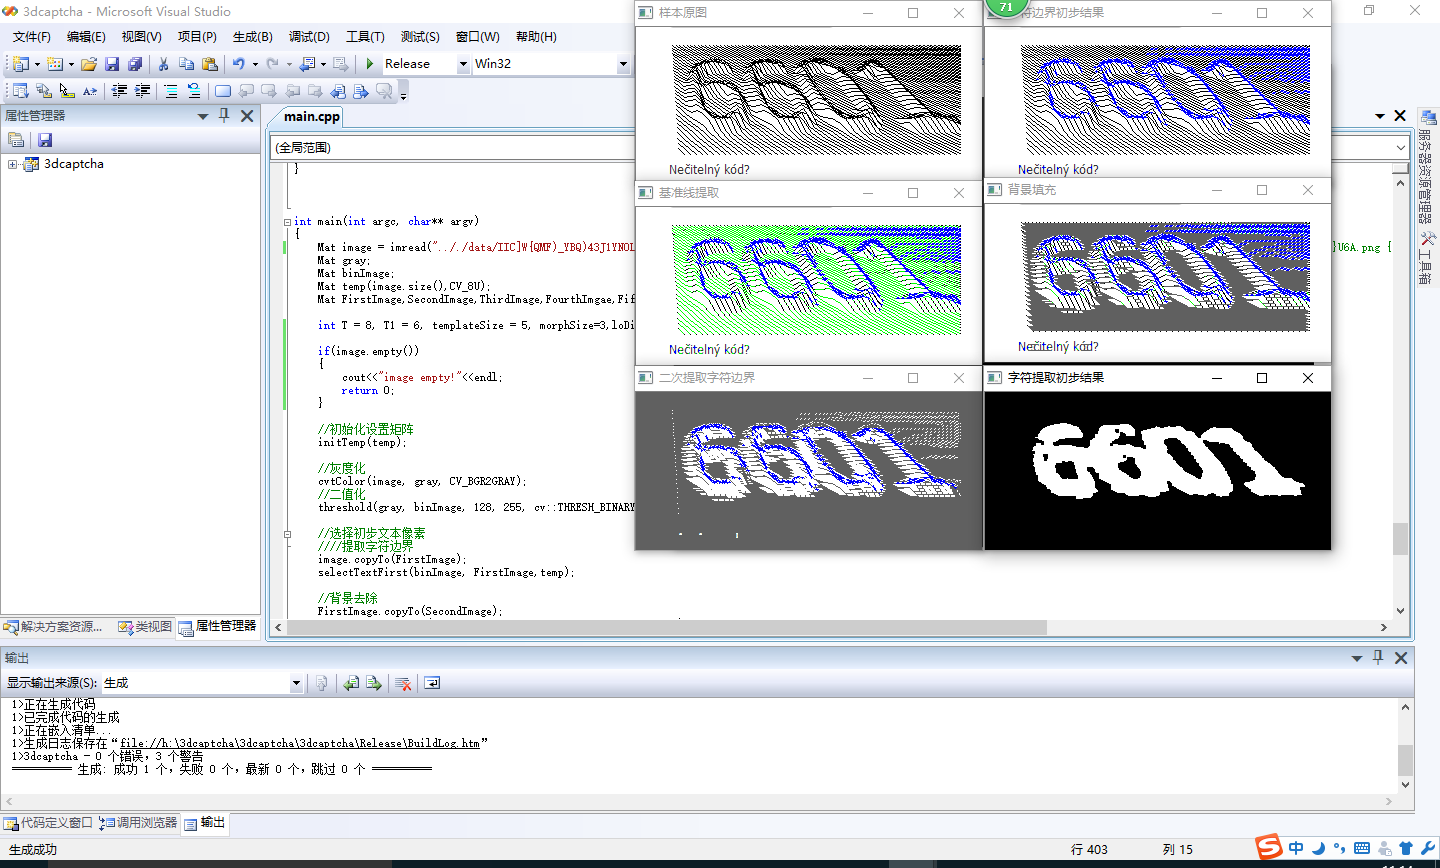 3dcaptcha - Microsoft Visual Studio
文件(F) 编辑(E) 视图(V) 项目(P) 生成(B) 调试(D) 工具(T) 测试(S) 窗口(W) 帮助(H)
Release Win32
属性管理器
3dcaptcha
解决方案资源... 类视图 属性管理器
main.cpp
(全局范围)
}
int main(int argc, char** argv)
{
Mat image = imread("../
Mat gray;
Mat binImage;
Mat temp(image.size(),CV_8U);
Mat FirstImage,SecondImage,ThirdImage,FourthImgae,Fif
int T = 8, T1 = 6, templateSize = 5, morphSize=3,loDi
if(image.empty())
{
cout<<"image empty!"<<endl;
return 0;
}
//初始化设置矩阵
initTemp(temp);
//灰度化
cvtColor(image, gray, CV_BGR2GRAY);
//二值化
threshold(gray, binImage, 128, 255, cv::THRESH_BINARY
//选择初步文本像素
////提取字符边界
image.copyTo(FirstImage);
selectTextFirst(binImage, FirstImage,temp);
//背景去除
FirstImage.copyTo(SecondImage);
}U6A.png {
样本原图
6601
Nečitelný kód?
71
符边界初步结果
6601
Nečitelný kód?
基准线提取
6601
Nečitelný kód?
背景填充
6601
Nečitelný kód?
二次提取字符边界
6601
字符提取初步结果
6601
服务器资源管理器
工具箱
输出
显示输出来源(S): 生成
1>正在生成代码
1>已完成代码的生成
1>正在嵌入清单...
1>生成日志保存在“file://h:\3dcaptcha\3dcaptcha\3dcaptcha\Release\BuildLog.htm”
1>3dcaptcha - 0 个错误，3 个警告
========== 生成: 成功 1 个，失败 0 个，最新 0 个，跳过 0 个 ==========
代码定义窗口 调用浏览器 输出
生成成功
行 403 列 15
中